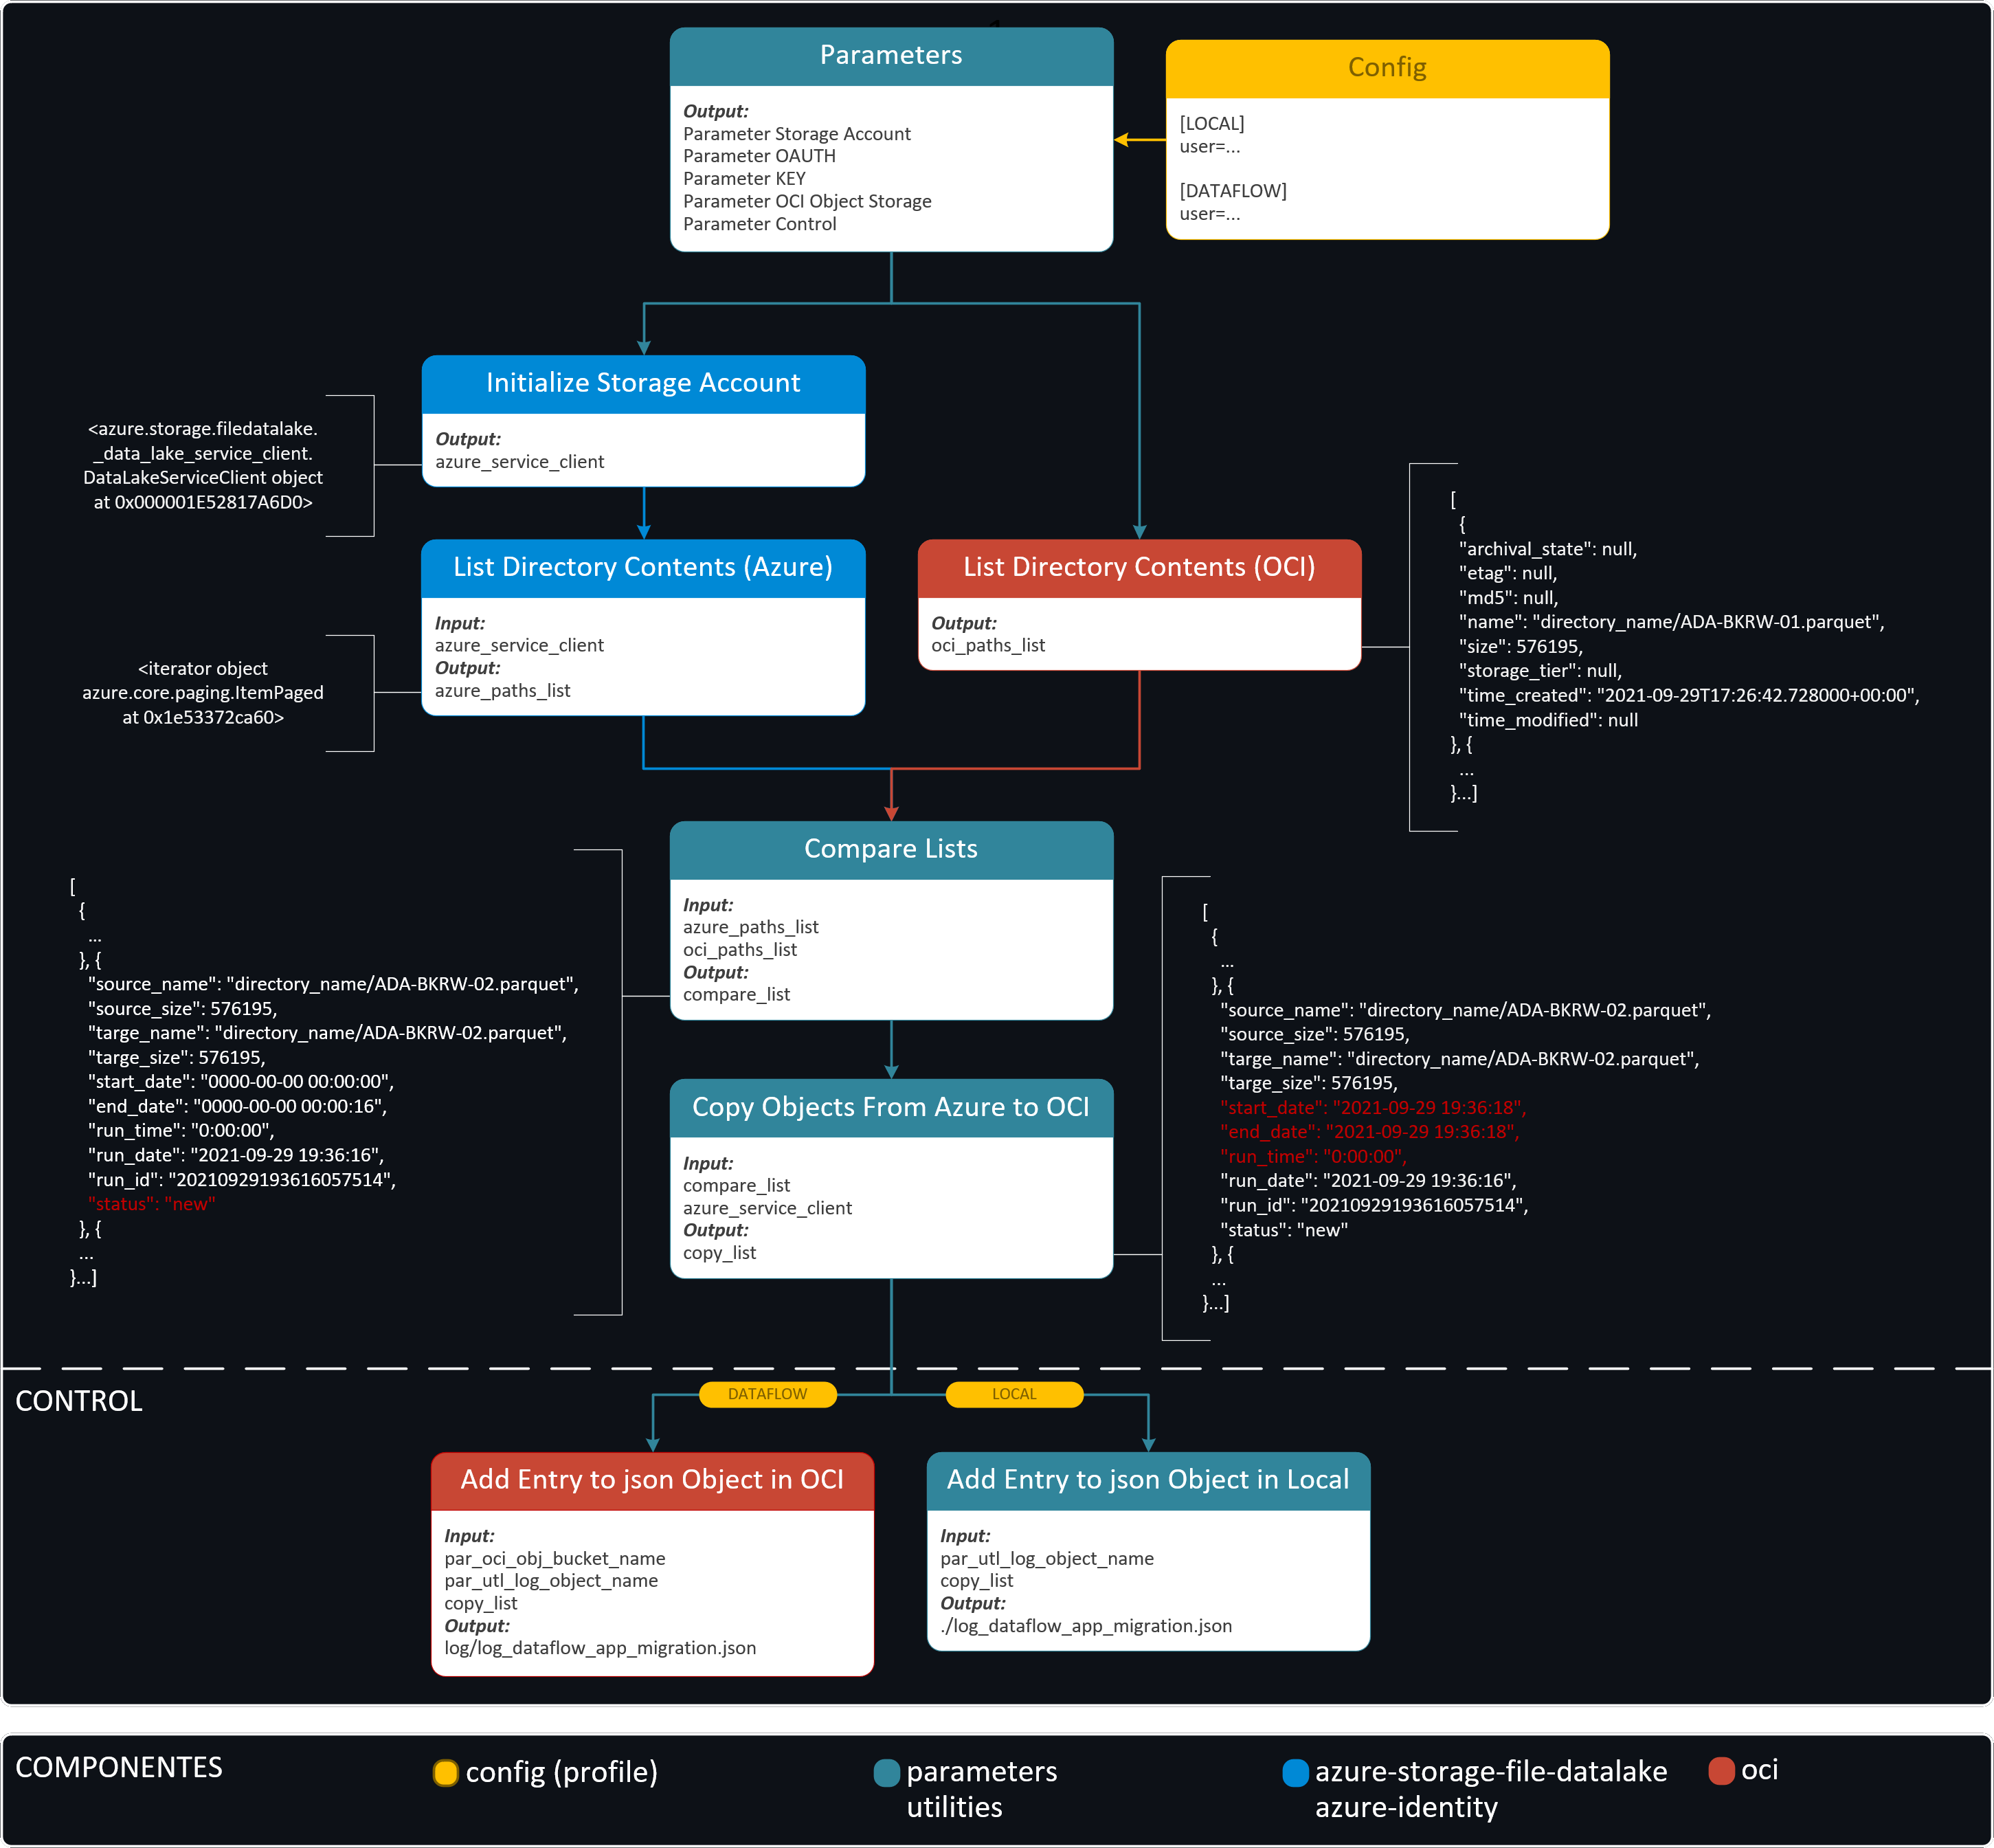 Parameters
Output:
Parameter Storage Account
Parameter OAUTH
Parameter KEY
Parameter OCI Object Storage
Parameter Control
Config
[LOCAL]
user=...
[DATAFLOW]
user=...
Initialize Storage Account
Output:
azure_service_client
<azure.storage.filedatalake.
_data_lake_service_client.
DataLakeServiceClient object
at 0x000001E52817A6D0>
List Directory Contents (Azure)
Input:
azure_service_client
Output:
azure_paths_list
<iterator object
azure.core.paging.ItemPaged
at 0x1e53372ca60>
List Directory Contents (OCI)
Output:
oci_paths_list
[
{
"archival_state": null,
"etag": null,
"md5": null,
"name": "directory_name/ADA-BKRW-01.parquet",
"size": 576195,
"storage_tier": null,
"time_created": "2021-09-29T17:26:42.728000+00:00",
"time_modified": null
}, {
...
}...]
Compare Lists
Input:
azure_paths_list
oci_paths_list
Output:
compare_list
[
{
...
}, {
"source_name": "directory_name/ADA-BKRW-02.parquet",
"source_size": 576195,
"targe_name": "directory_name/ADA-BKRW-02.parquet",
"targe_size": 576195,
"start_date": "0000-00-00 00:00:00",
"end_date": "0000-00-00 00:00:16",
"run_time": "0:00:00",
"run_date": "2021-09-29 19:36:16",
"run_id": "20210929193616057514",
"status": "new"
}, {
...
}...]
Copy Objects From Azure to OCI
Input:
compare_list
azure_service_client
Output:
copy_list
[
{
...
}, {
"source_name": "directory_name/ADA-BKRW-02.parquet",
"source_size": 576195,
"targe_name": "directory_name/ADA-BKRW-02.parquet",
"targe_size": 576195,
"start_date": "2021-09-29 19:36:18",
"end_date": "2021-09-29 19:36:18",
"run_time": "0:00:00",
"run_date": "2021-09-29 19:36:16",
"run_id": "20210929193616057514",
"status": "new"
}, {
...
}...]
CONTROL
DATAFLOW
LOCAL
Add Entry to json Object in OCI
Input:
par_oci_obj_bucket_name
par_utl_log_object_name
copy_list
Output:
log/log_dataflow_app_migration.json
Add Entry to json Object in Local
Input:
par_utl_log_object_name
copy_list
Output:
./log_dataflow_app_migration.json
COMPONENTES
config (profile)
parameters
utilities
azure-storage-file-datalake
azure-identity
oci